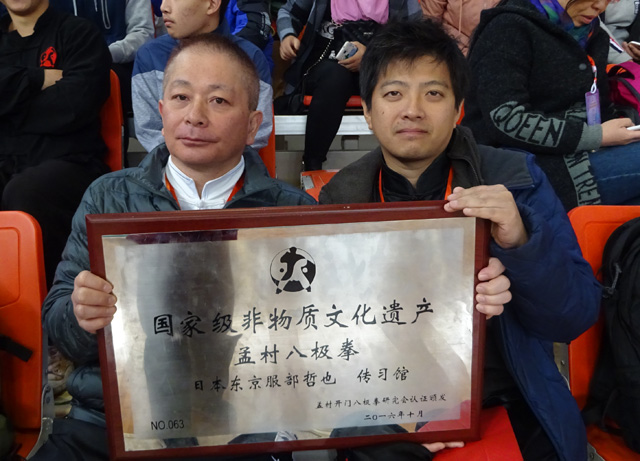 国家级非物质文化遗产
孟村八极拳
日本东京服部哲也 传习馆
孟村开门八极拳研究会认证颁发
NO.063
二〇一六年十月
QUEEN